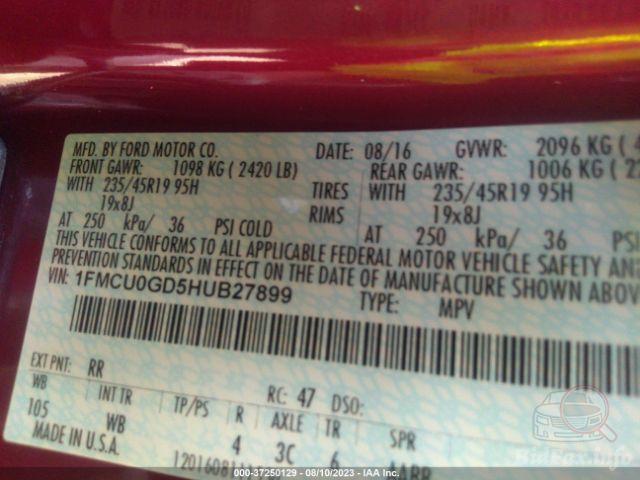 MFD. BY FORD MOTOR CO. DATE: 08/16 GVWR: 2096 KG (
FRONT GAWR: 1098 KG ( 2420 LB) REAR GAWR: 1006 KG (
WITH 235/45R19 95H TIRES WITH 235/45R19 95H
19x8J RIMS 19x8J
AT 250 kPa/ 36 PSI COLD AT 250 kPa/ 36 PSI
THIS VEHICLE CONFORMS TO ALL APPLICABLE FEDERAL MOTOR VEHICLE SAFETY
PREVENTION STANDARDS IN EFFECT ON THE DATE OF MANUFACTURE SHOWN
VIN: 1FMCU0GD5HUB27899
TYPE: MPV
EXT PNT: RR RC: 47 DSO:
WB INT TR TP/PS R AXLE TR SPR
105 WB 4 3C 6
MADE IN U.S.A.
BidFax.Info
000-37250129 - 08/10/2023 - IAA Inc.